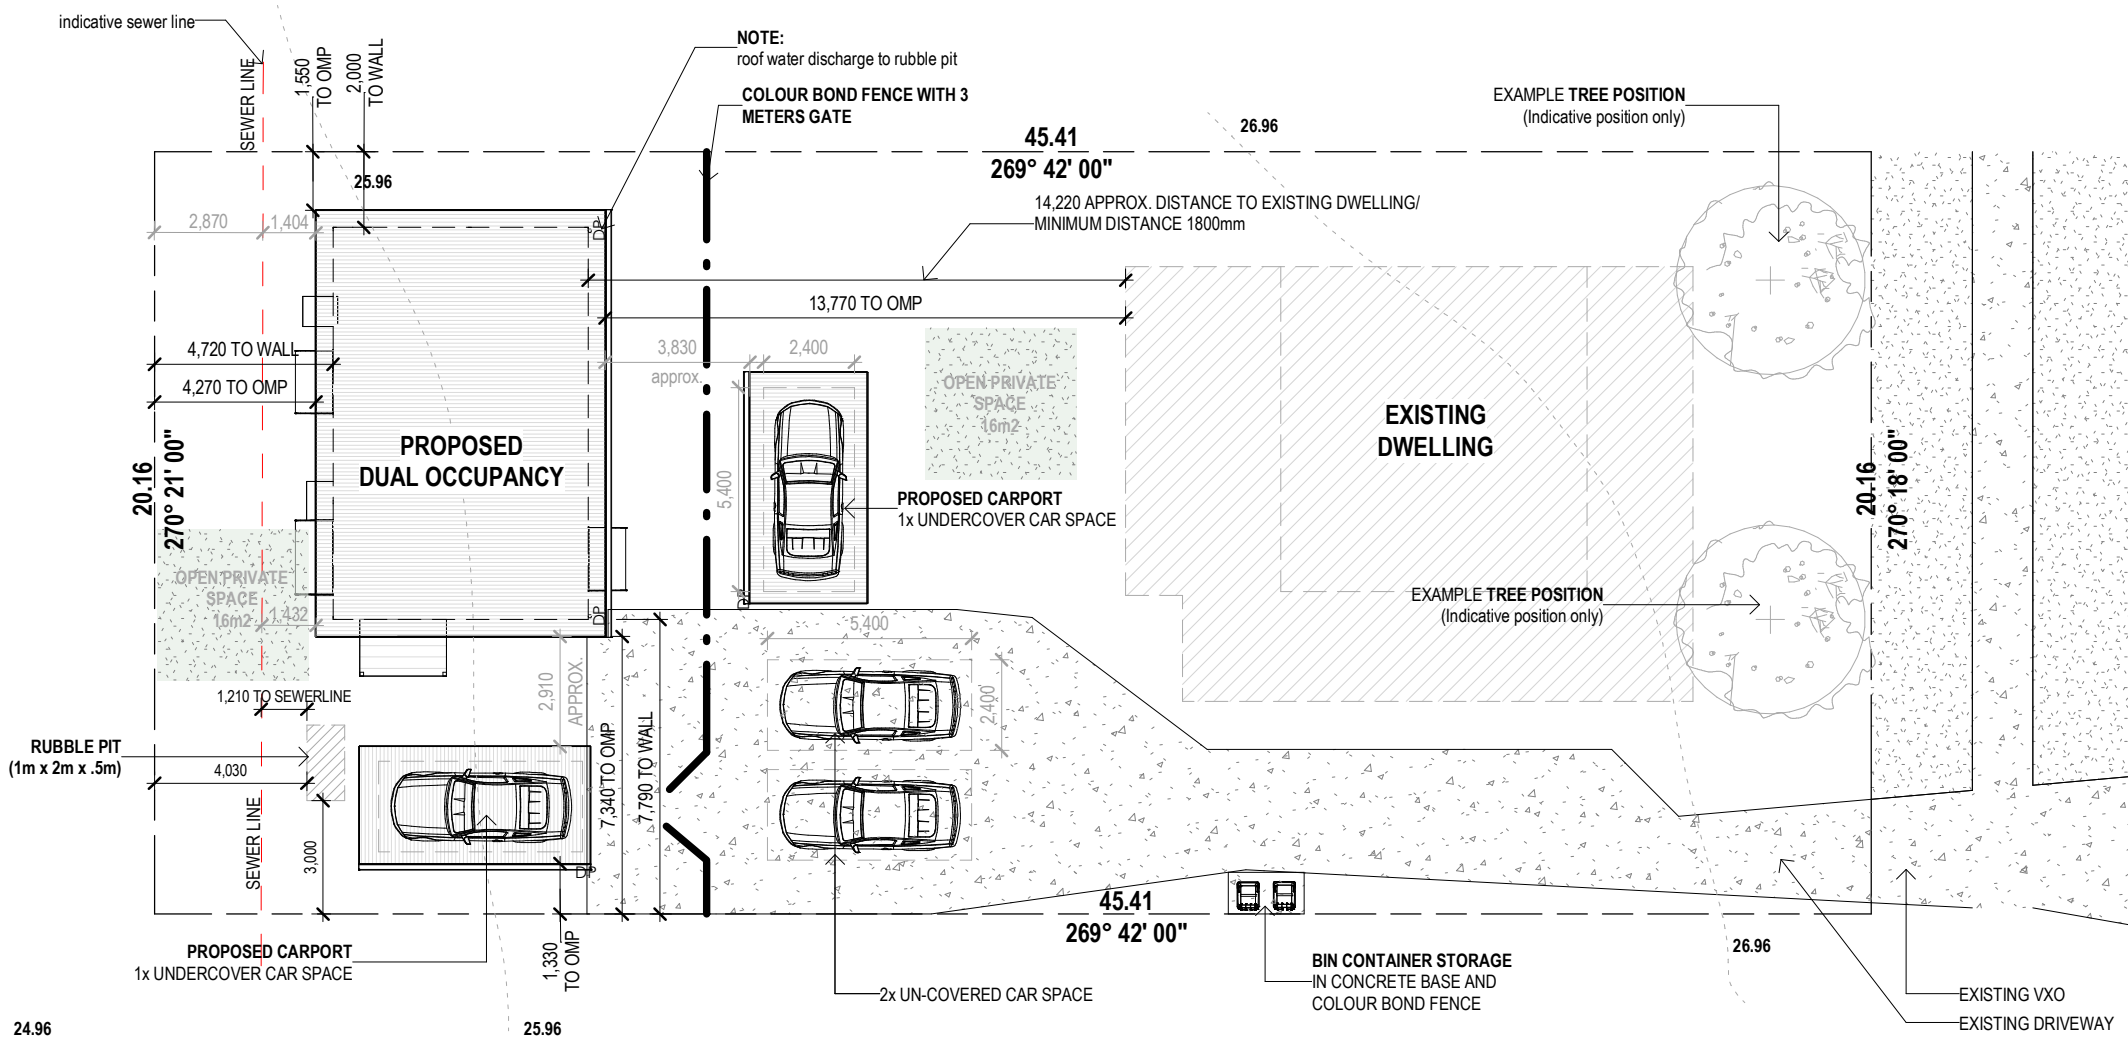 indicative sewer line
SEWER LINE
1,550
TO OMP
2,000
TO WALL
NOTE:
roof water discharge to rubble pit
COLOUR BOND FENCE WITH 3
METERS GATE
45.41
269° 42' 00"
26.96
EXAMPLE TREE POSITION
(Indicative position only)
25.96
2,870
1,404
DP
14,220 APPROX. DISTANCE TO EXISTING DWELLING/
MINIMUM DISTANCE 1800mm
13,770 TO OMP
4,720 TO WALL
4,270 TO OMP
3,830
approx.
2,400
5,400
OPEN PRIVATE
SPACE
16m2
PROPOSED
DUAL OCCUPANCY
EXISTING
DWELLING
20.16
270° 21' 00"
PROPOSED CARPORT
1x UNDERCOVER CAR SPACE
20.16
270° 18' 00"
OPEN PRIVATE
SPACE
16m2
1,432
DP
DP
EXAMPLE TREE POSITION
(Indicative position only)
5,400
2,400
2,910
APPROX.
7,340 TO OMP
7,790 TO WALL
1,210 TO SEWERLINE
RUBBLE PIT
(1m x 2m x .5m)
4,030
SEWER LINE
3,000
DP
1,330
TO OMP
45.41
269° 42' 00"
PROPOSED CARPORT
1x UNDERCOVER CAR SPACE
2x UN-COVERED CAR SPACE
BIN CONTAINER STORAGE
IN CONCRETE BASE AND
COLOUR BOND FENCE
26.96
EXISTING VXO
EXISTING DRIVEWAY
24.96
25.96